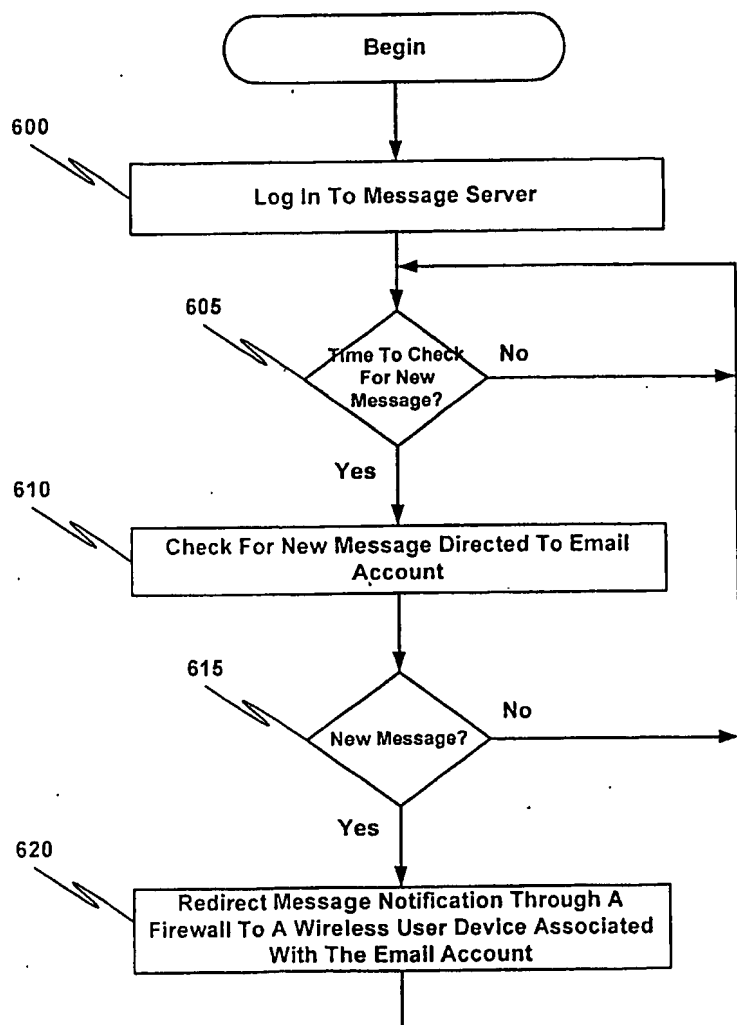 Begin
600
Log In To Message Server
605
Time To Check
For New
Message?
No
Yes
610
Check For New Message Directed To Email
Account
615
New Message?
No
Yes
620
Redirect Message Notification Through A
Firewall To A Wireless User Device Associated
With The Email Account